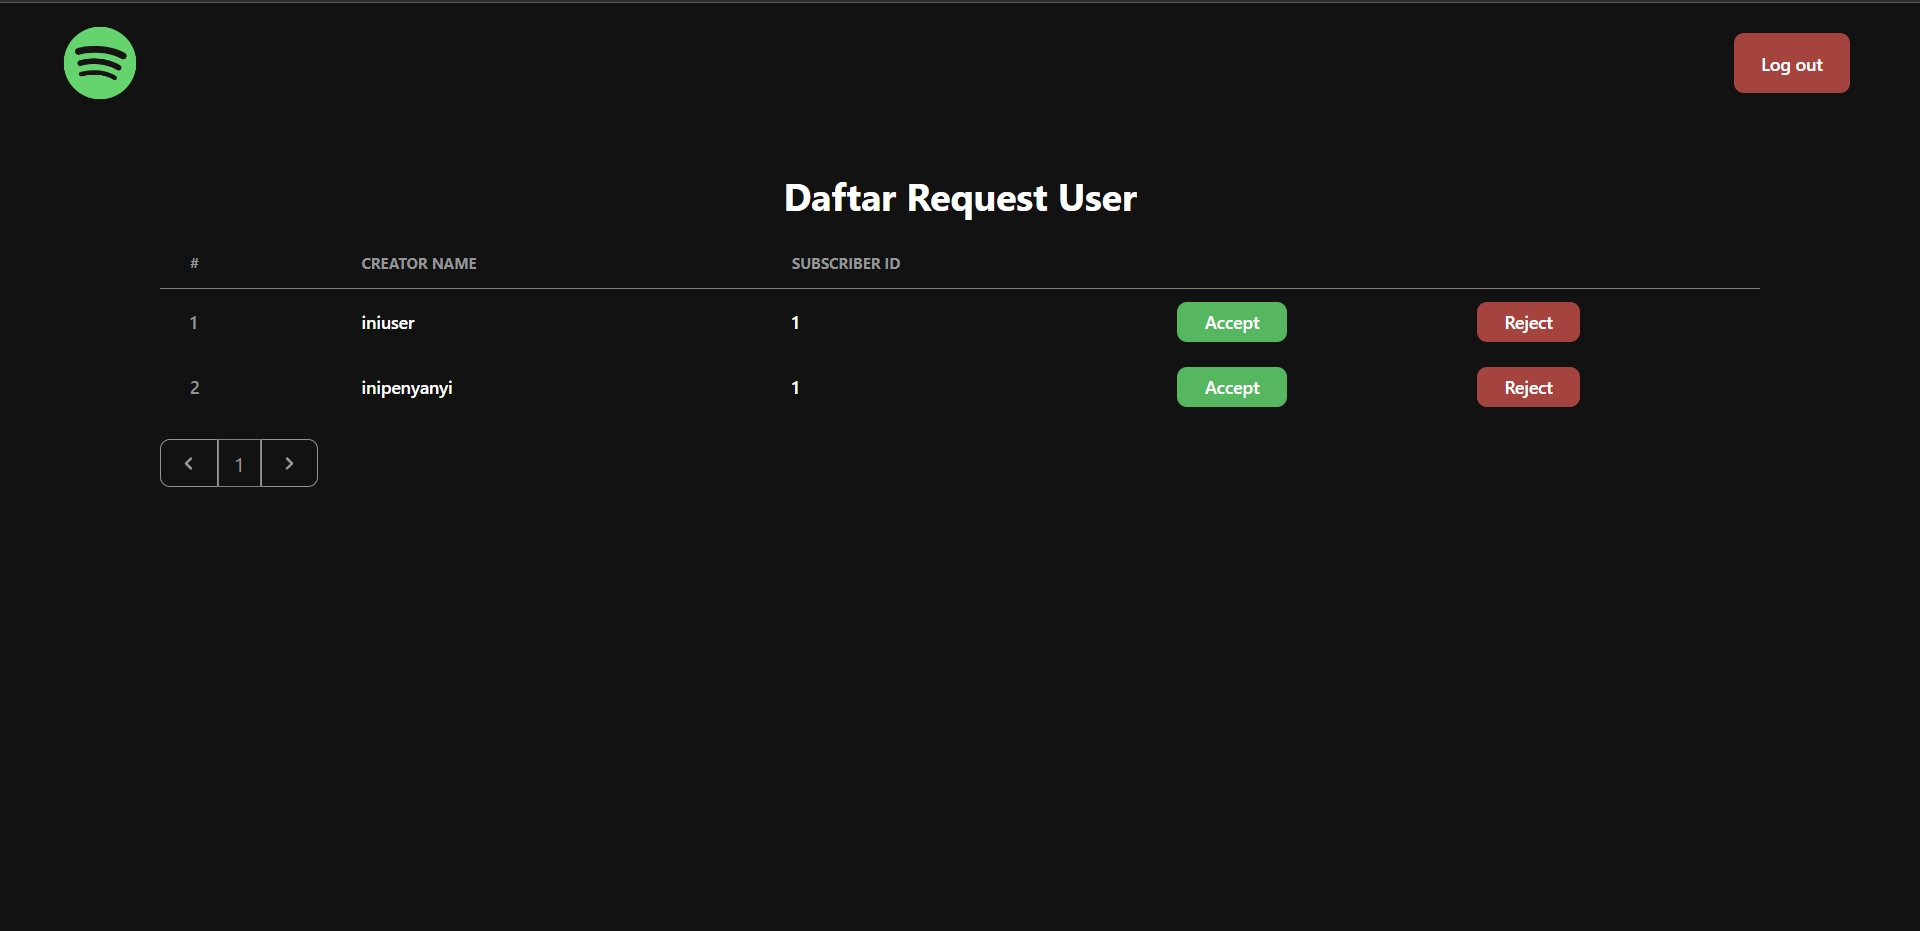 Log out
Daftar Request User
# CREATOR NAME SUBSCRIBER ID
1 iniuser 1 Accept Reject
2 inipenyanyi 1 Accept Reject
1